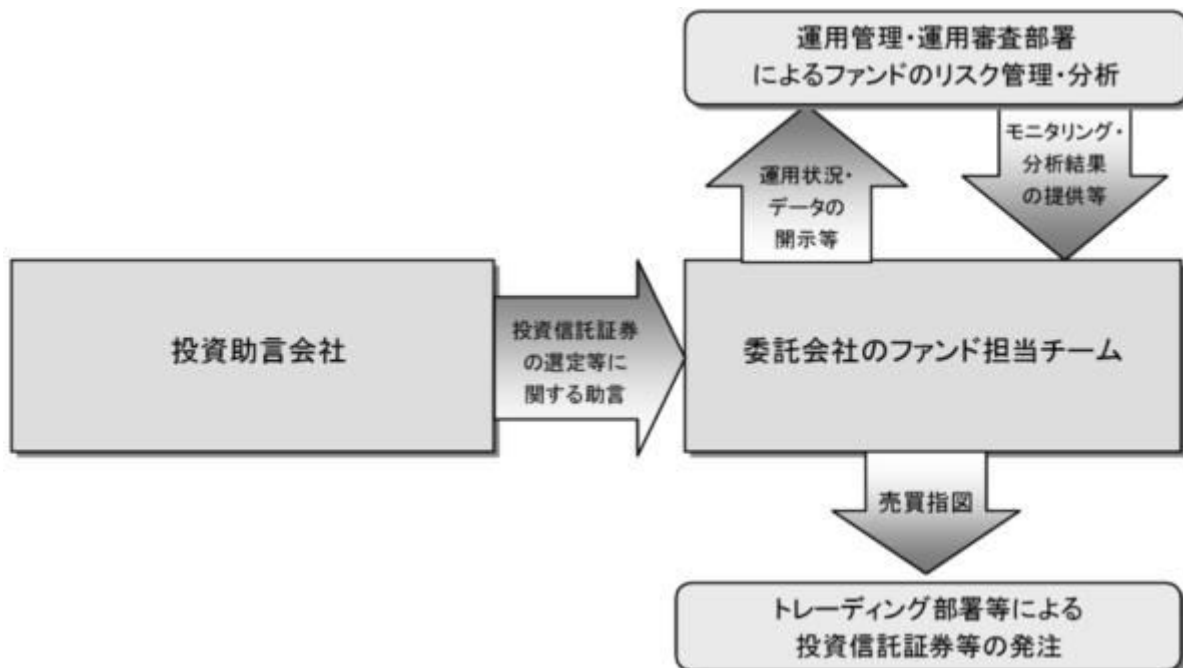 運用管理・運用審査部署
によるファンドのリスク管理・分析
運用状況・
データの
開示等
モニタリング・
分析結果
の提供等
投資助言会社
投資信託証券
の選定等に
関する助言
委託会社のファンド担当チーム
売買指図
トレーディング部署等による
投資信託証券等の発注